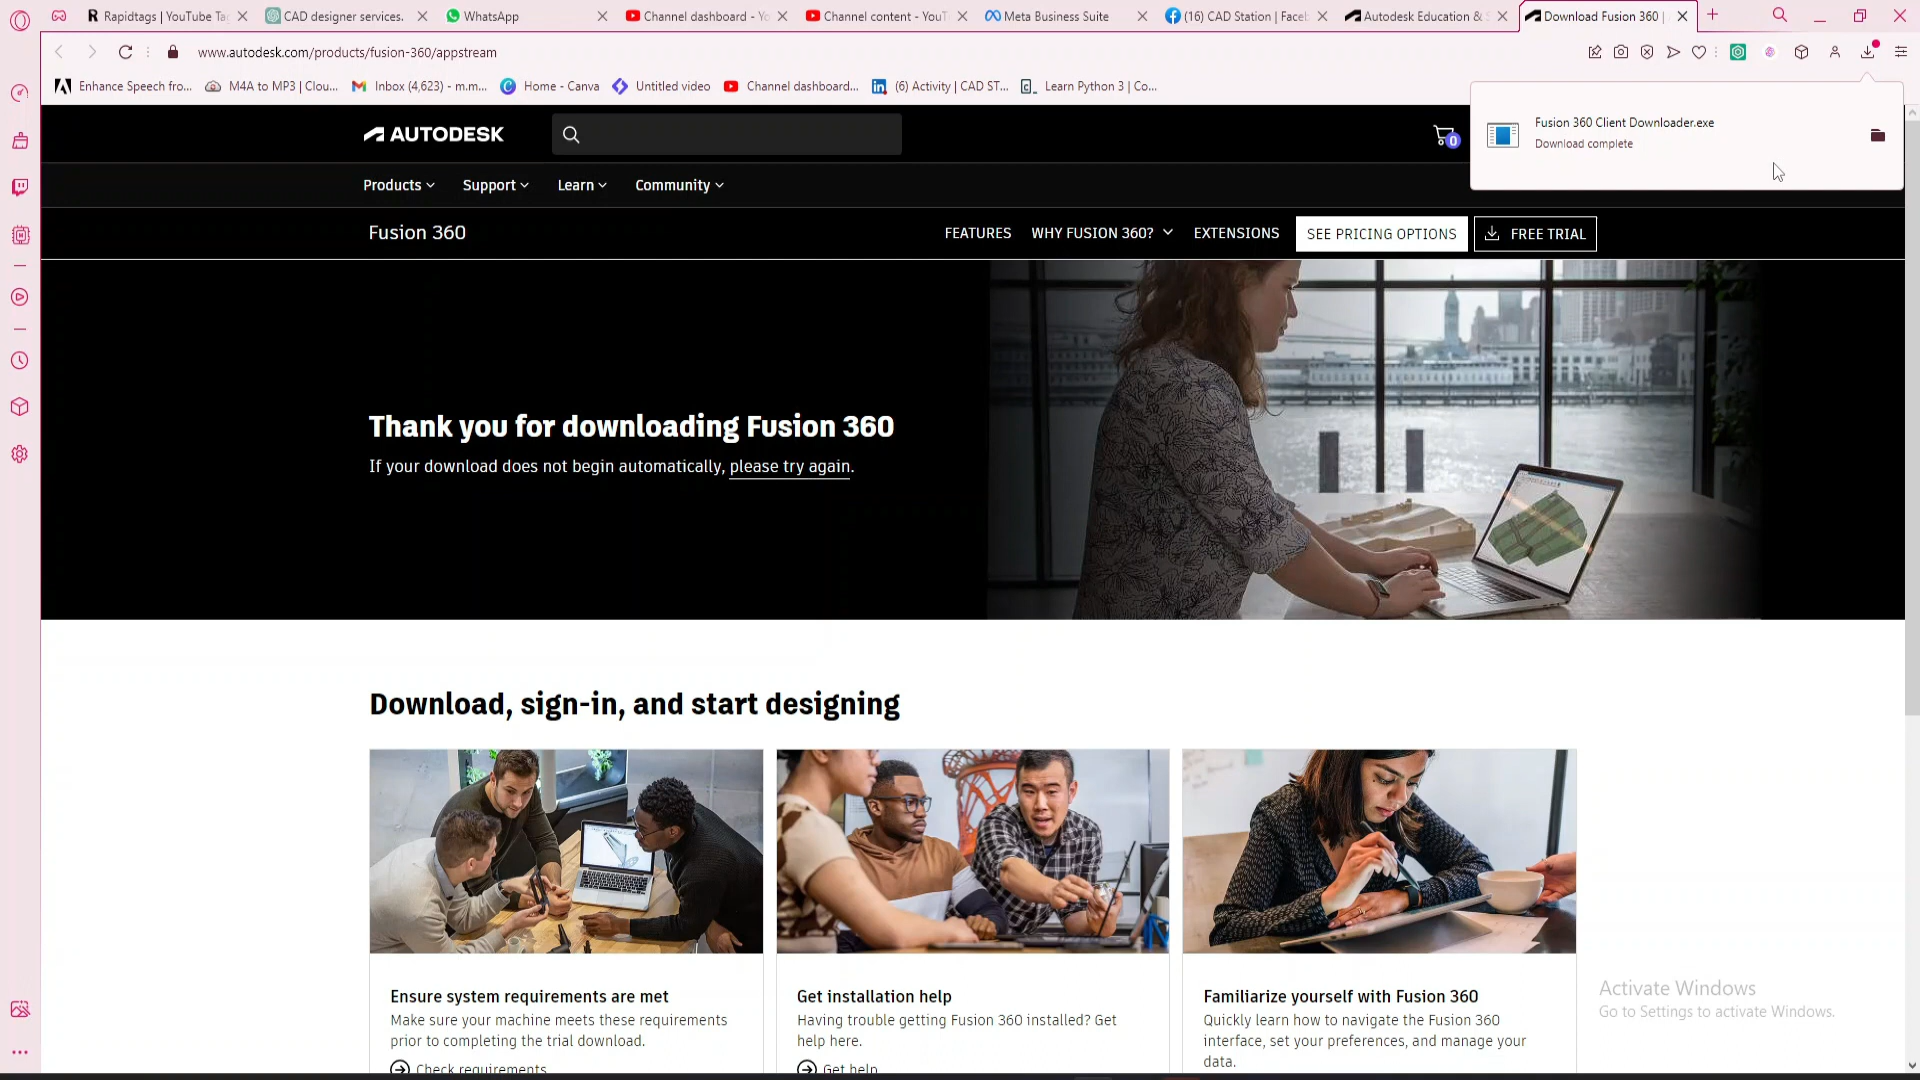 Rapidtags | YouTube Ta
CAD designer services.
WhatsApp
Channel dashboard - Yo
Channel content - YouT
Meta Business Suite
(16) CAD Station | Face
Autodesk Education & S
Download Fusion 360 |
www.autodesk.com/products/fusion-360/appstream
Enhance Speech fro...
M4A to MP3 | Clou...
Inbox (4,623) - m.m...
Home - Canva
Untitled video
Channel dashboard...
(6) Activity | CAD ST...
Learn Python 3 | Co...
Fusion 360 Client Downloader.exe
Download complete
AUTODESK
0
Products
Support
Learn
Community
Fusion 360
FEATURES
WHY FUSION 360?
EXTENSIONS
SEE PRICING OPTIONS
FREE TRIAL
Thank you for downloading Fusion 360
If your download does not begin automatically, please try again.
Download, sign-in, and start designing
Ensure system requirements are met
Make sure your machine meets these requirements
prior to completing the trial download.
Check requirements
Get installation help
Having trouble getting Fusion 360 installed? Get
help here.
Get help
Familiarize yourself with Fusion 360
Quickly learn how to navigate the Fusion 360
interface, set your preferences, and manage your
data.
Activate Windows
Go to Settings to activate Windows.